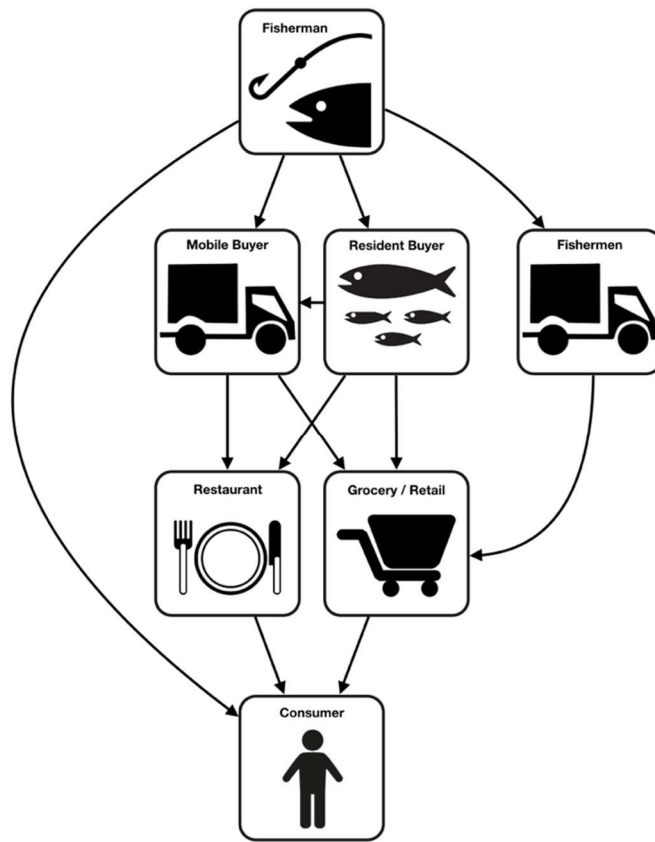 Fisherman
Mobile Buyer
Resident Buyer
Fishermen
Restaurant
Grocery / Retail
Consumer